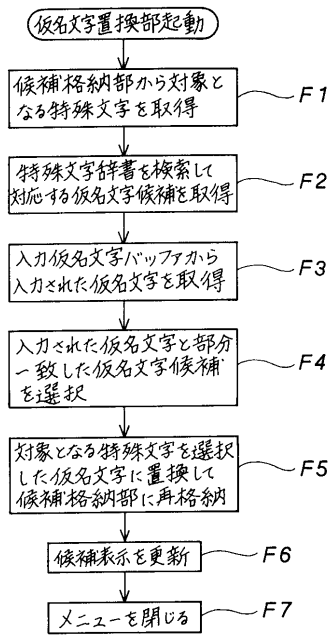 仮名文字置換部起動
候補格納部から対象と
なる特殊文字を取得
F1
特殊文字辞書を検索して
対応する仮名文字候補を取得
F2
入力仮名文字バッファから
入力された仮名文字を取得
F3
入力された仮名文字と部分
一致した仮名文字候補
を選択
F4
対象となる特殊文字を選択
した仮名文字に置換して
候補格納部に再格納
F5
候補表示を更新
F6
メニューを閉じる
F7